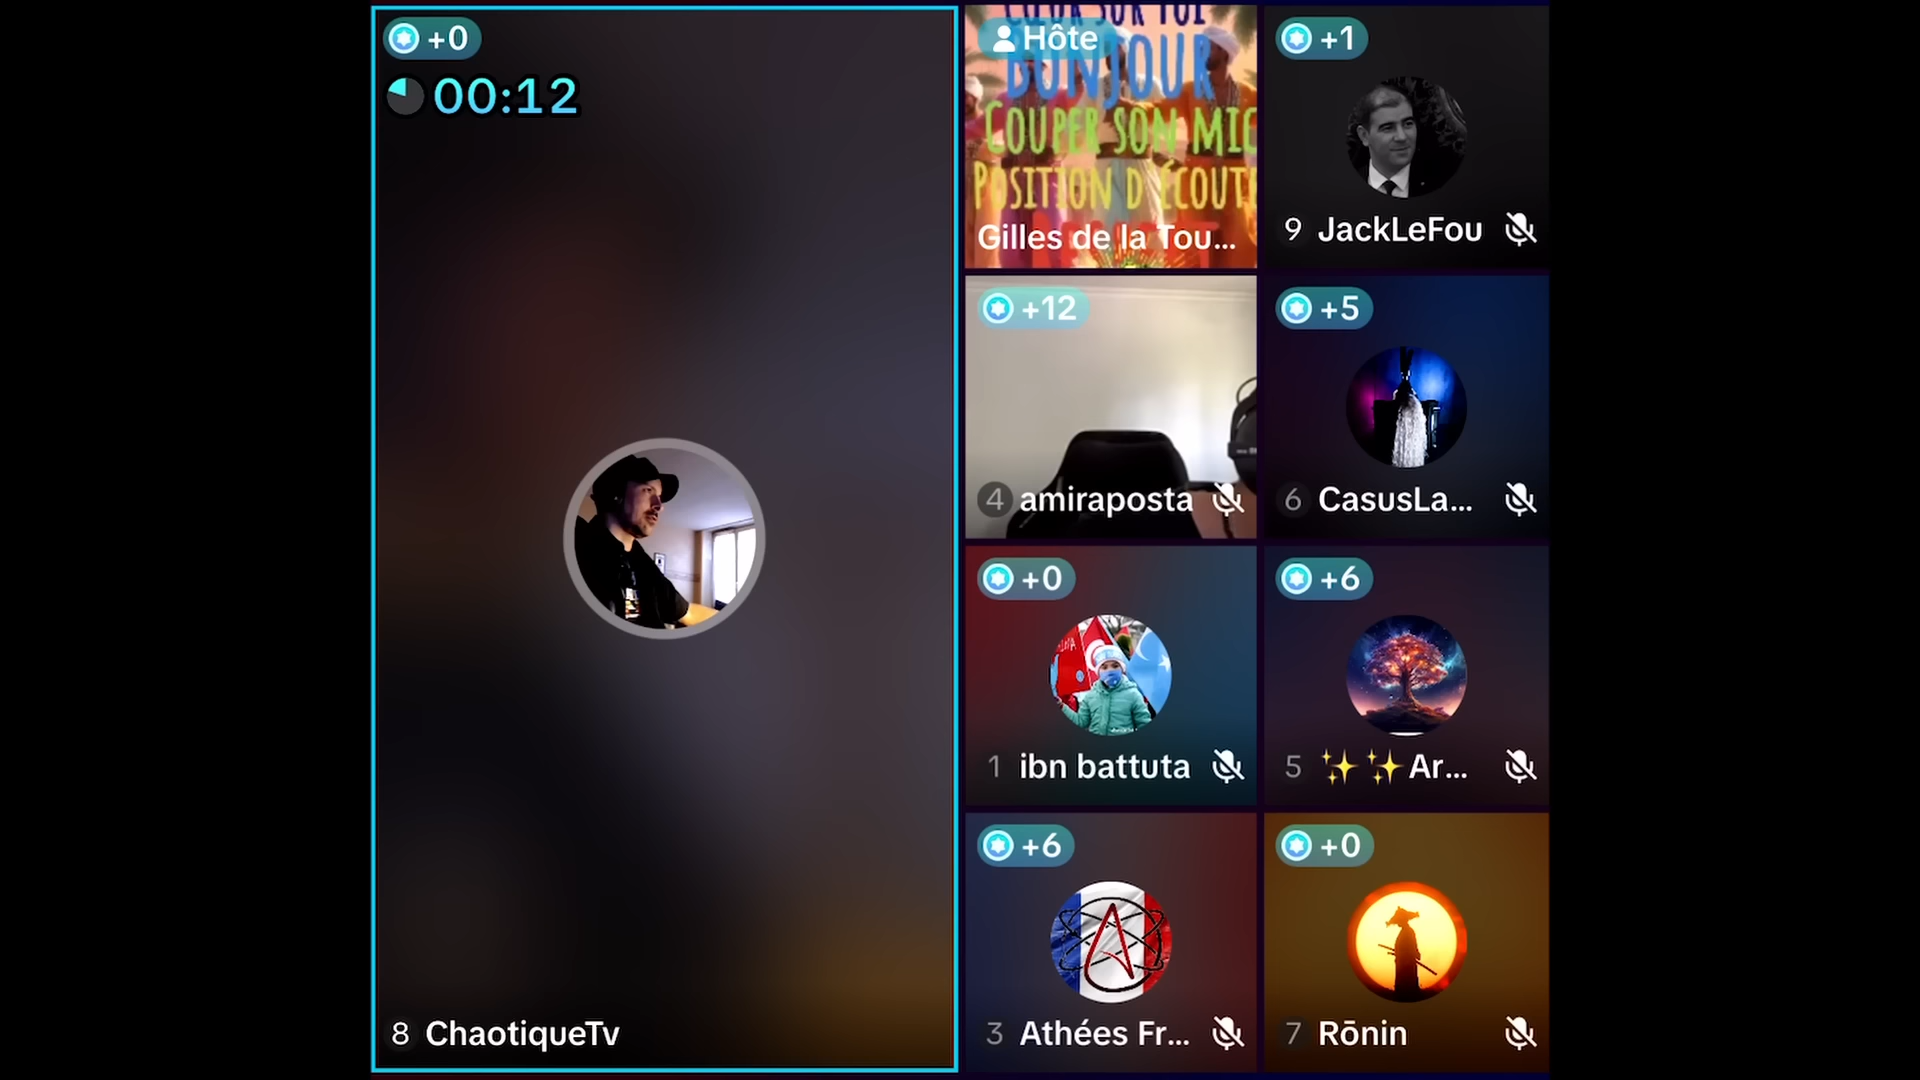 +0
00:12
8 ChaotiqueTv
Hôte
BONJOUR
COUPER SON MIC
POSITION D'ÉCOUTE
Gilles de la Tou...
+1
9 JackLeFou
+12
4 amiraposta
+5
6 CasusLa...
+0
1 ibn battuta
+6
5 ✨✨Ar...
+6
3 Athées Fr...
+0
7 Rōnin